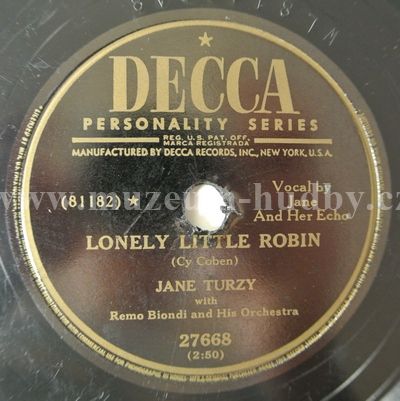 DECCA
PERSONALITY SERIES
REG. U.S. PAT. OFF.
MARCA REGISTRADA
MANUFACTURED BY DECCA RECORDS, INC., NEW YORK, U.S.A.
(81182) ★
Vocal by
Jane
And Her Echo
www.muzeum-hudby.cz
LONELY LITTLE ROBIN
(Cy Coben)
JANE TURZY
with
Remo Biondi and His Orchestra
27668
(2:50)